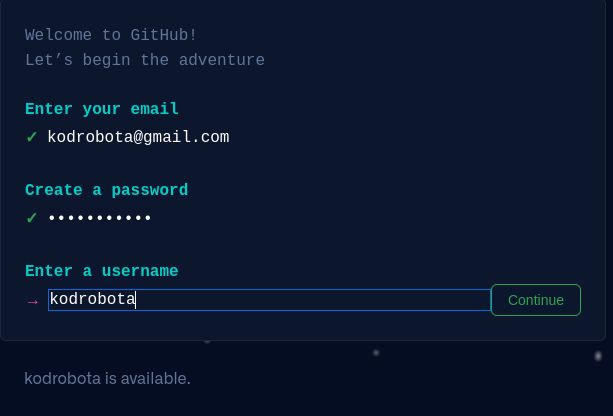 Welcome to GitHub!
Let’s begin the adventure
Enter your email
✓ kodrobota@gmail.com
Create a password
✓ •••••••••••
Enter a username
→ kodrobota
Continue
kodrobota is available.